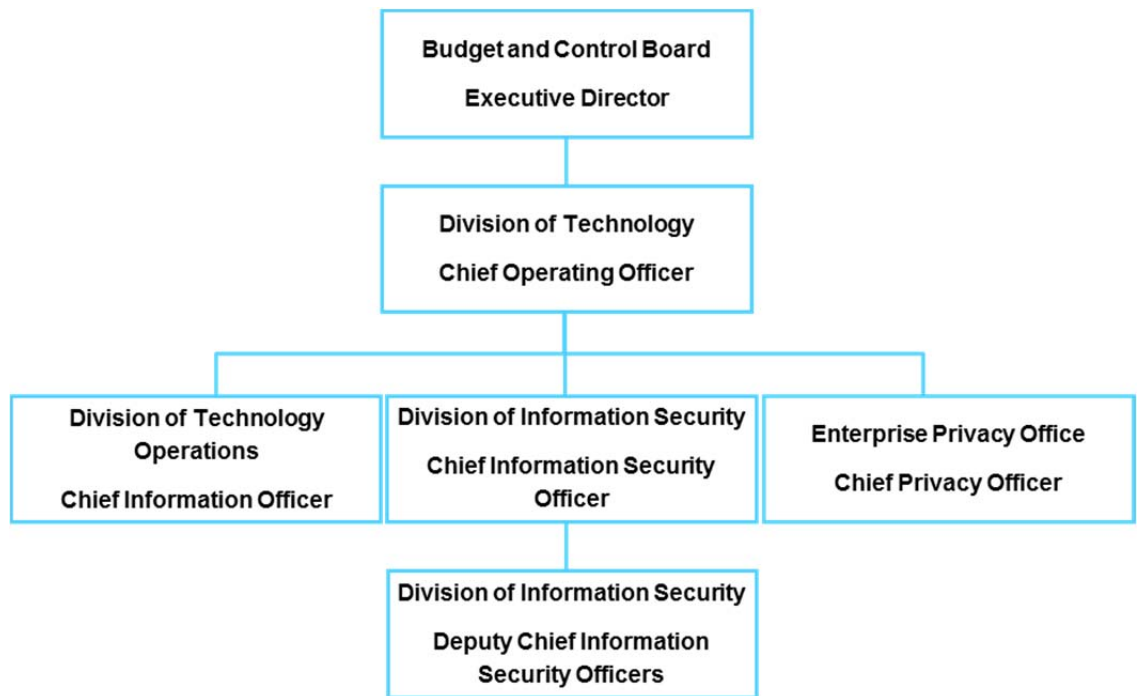 Budget and Control Board
Executive Director
Division of Technology
Chief Operating Officer
Division of Technology
Operations
Chief Information Officer
Division of Information Security
Chief Information Security
Officer
Enterprise Privacy Office
Chief Privacy Officer
Division of Information Security
Deputy Chief Information
Security Officers